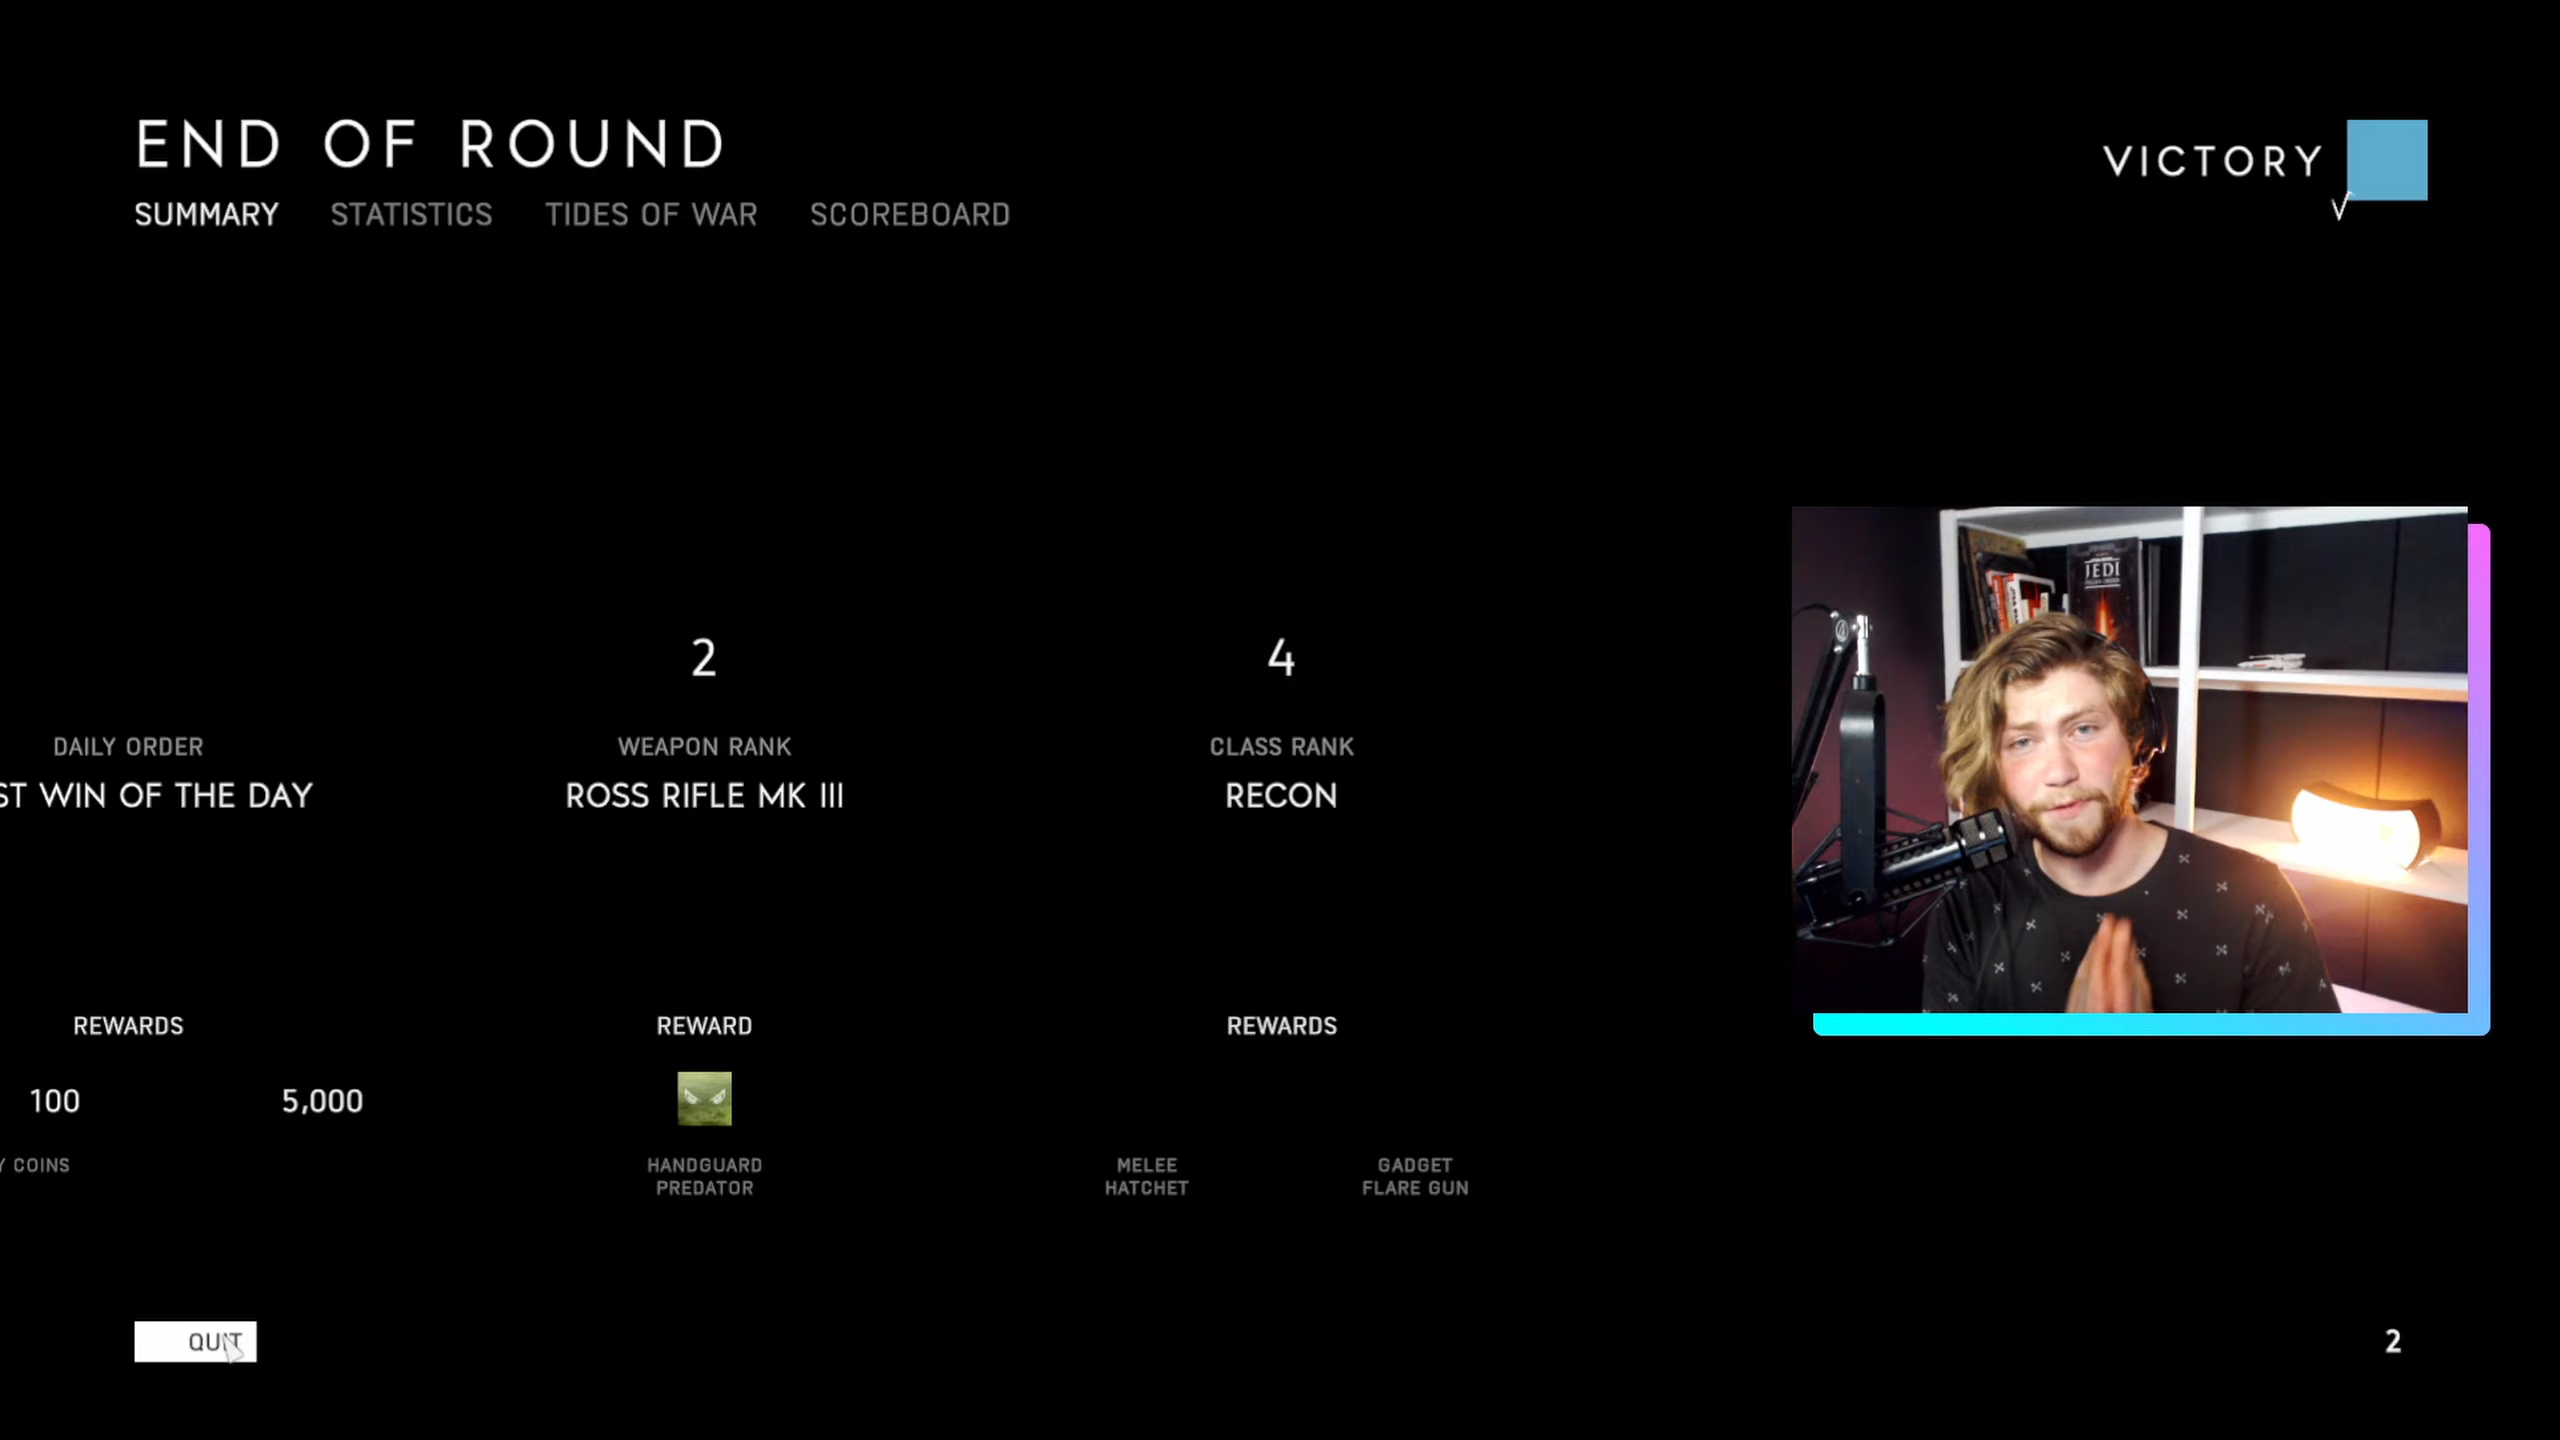 END OF ROUND
VICTORY
SUMMARY STATISTICS TIDES OF WAR SCOREBOARD
JEDI
2
4
DAILY ORDER
WEAPON RANK
CLASS RANK
ST WIN OF THE DAY
ROSS RIFLE MK III
RECON
REWARDS
REWARD
REWARDS
100
5,000
Y COINS
HANDGUARD
PREDATOR
MELEE
HATCHET
GADGET
FLARE GUN
QUIT
2